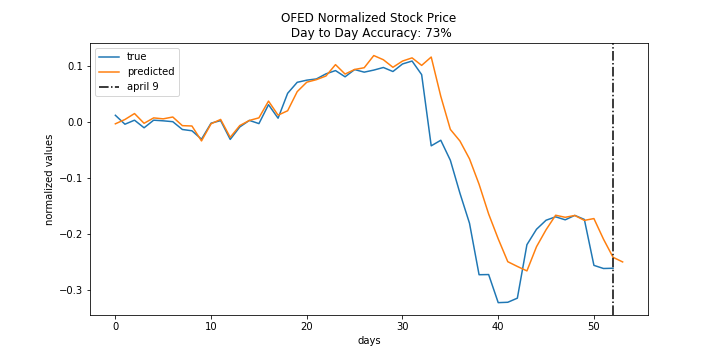 OFED Normalized Stock Price
Day to Day Accuracy: 73%
true
predicted
april 9
normalized values
0.1
0.0
−0.1
−0.2
−0.3
0 10 20 30 40 50
days